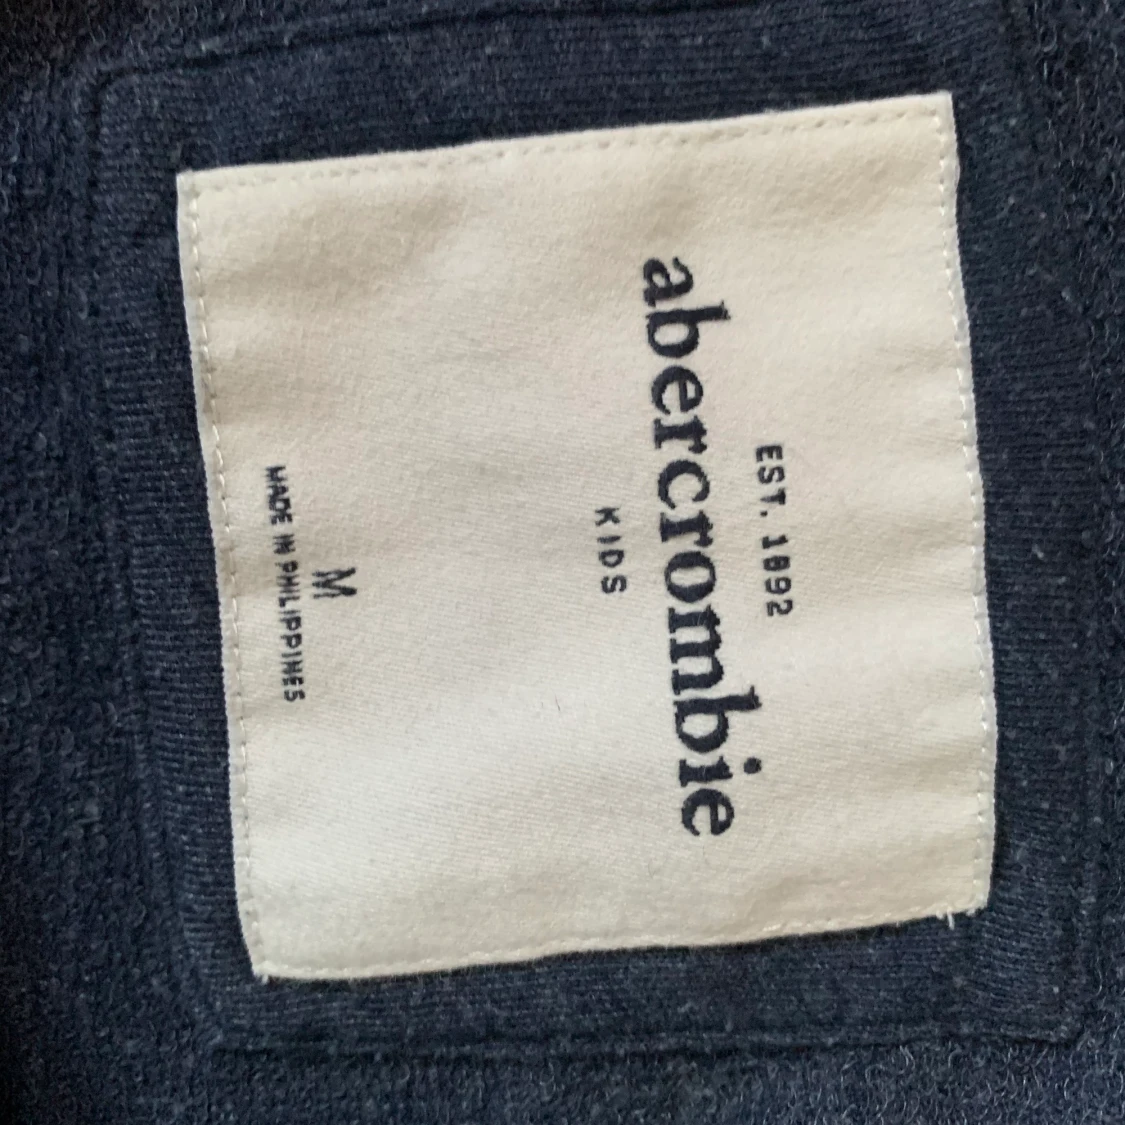 EST. 1892
abercrombie
KIDS
M
MADE IN PHILIPPINES